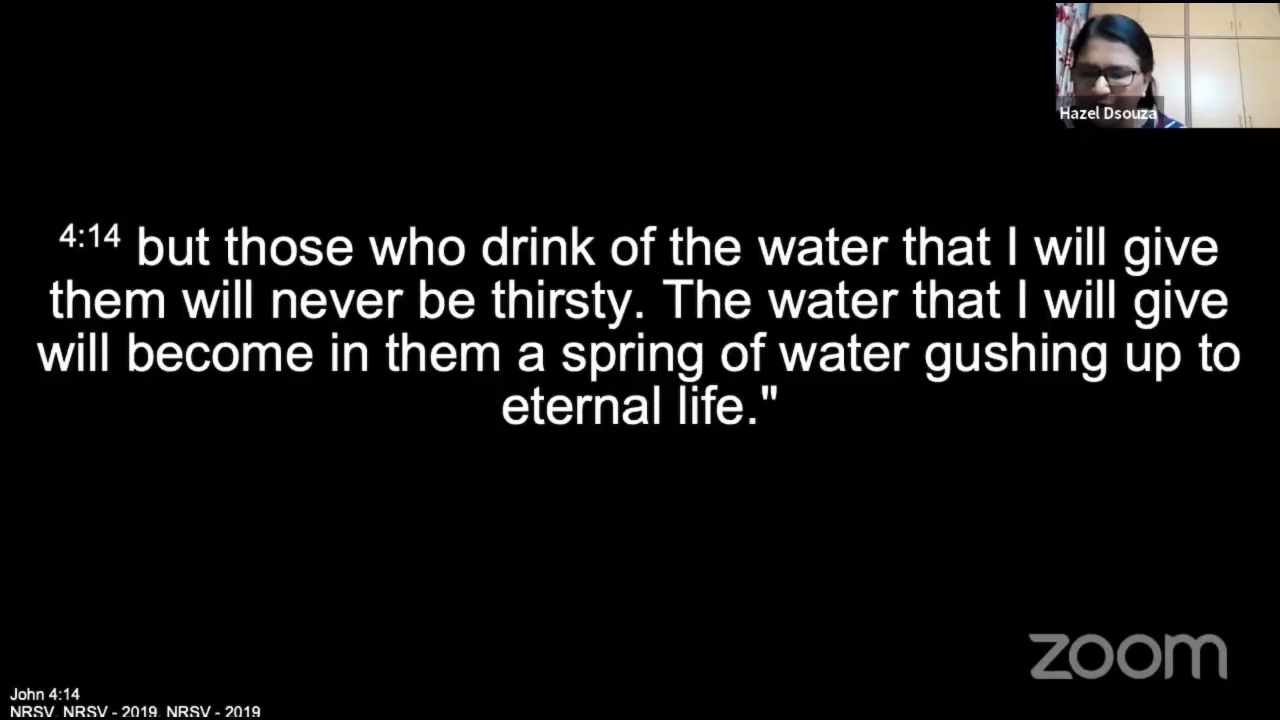 Hazel Dsouza
4:14 but those who drink of the water that I will give
them will never be thirsty. The water that I will give
will become in them a spring of water gushing up to
eternal life."
zoom
John 4:14
NRSV, NRSV - 2019, NRSV - 2019